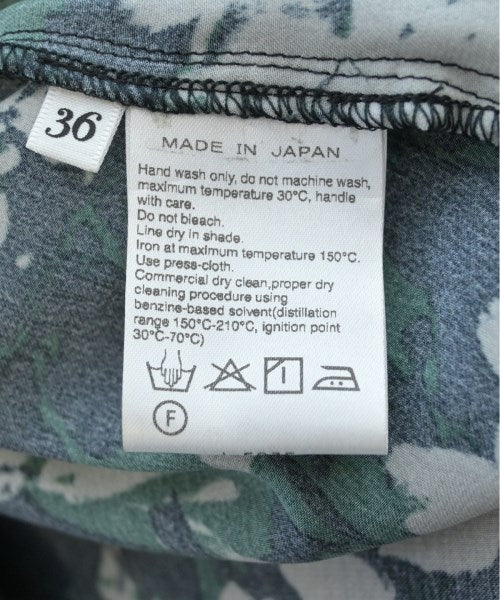 36
MADE IN JAPAN
Hand wash only, do not machine wash,
maximum temperature 30°C, handle
with care.
Do not bleach.
Line dry in shade.
Iron at maximum temperature 150°C.
Use press-cloth.
Commercial dry clean,proper dry
cleaning procedure using
benzine-based solvent(distillation
range 150°C-210°C, ignition point
30°C-70°C)
F